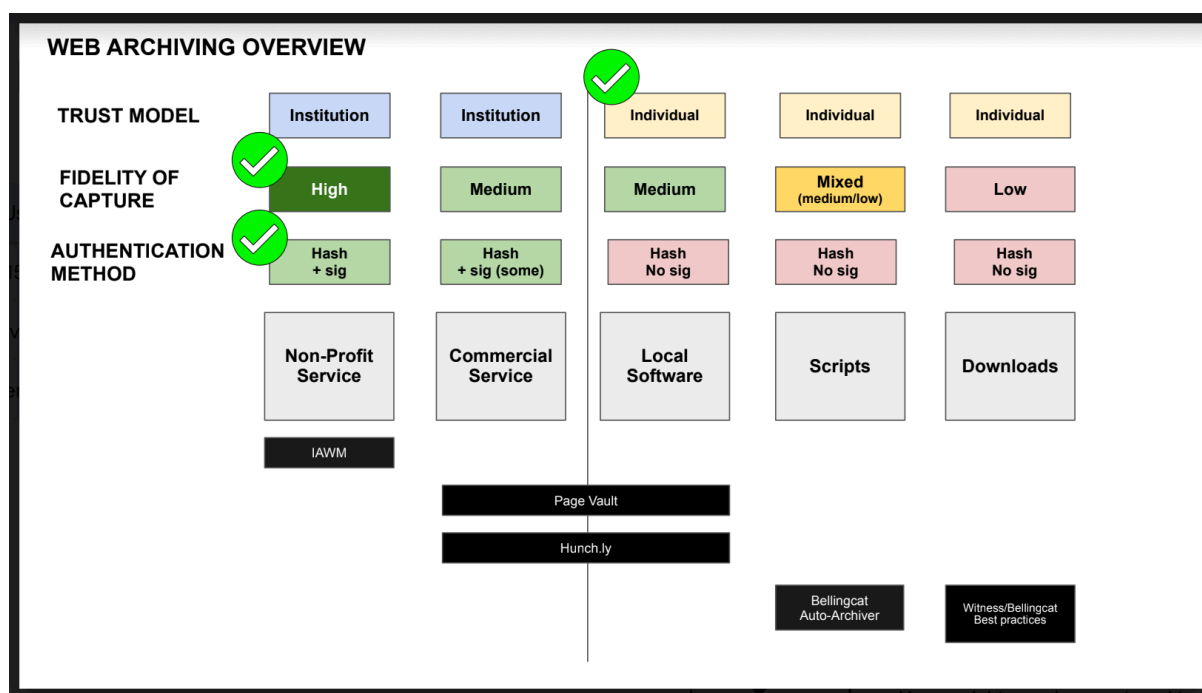 WEB ARCHIVING OVERVIEW
TRUST MODEL
Institution
Institution
Individual
Individual
Individual
FIDELITY OF
CAPTURE
High
Medium
Medium
Mixed
(medium/low)
Low
AUTHENTICATION
METHOD
Hash
+ sig
Hash
+ sig (some)
Hash
No sig
Hash
No sig
Hash
No sig
Non-Profit
Service
Commercial
Service
Local
Software
Scripts
Downloads
IAWM
Page Vault
Hunch.ly
Bellingcat
Auto-Archiver
Witness/Bellingcat
Best practices